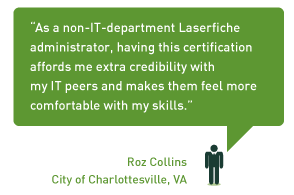 “As a non-IT-department Laserfiche
administrator, having this certification
affords me extra credibility with
my IT peers and makes them feel more
comfortable with my skills.”
Roz Collins
City of Charlottesville, VA